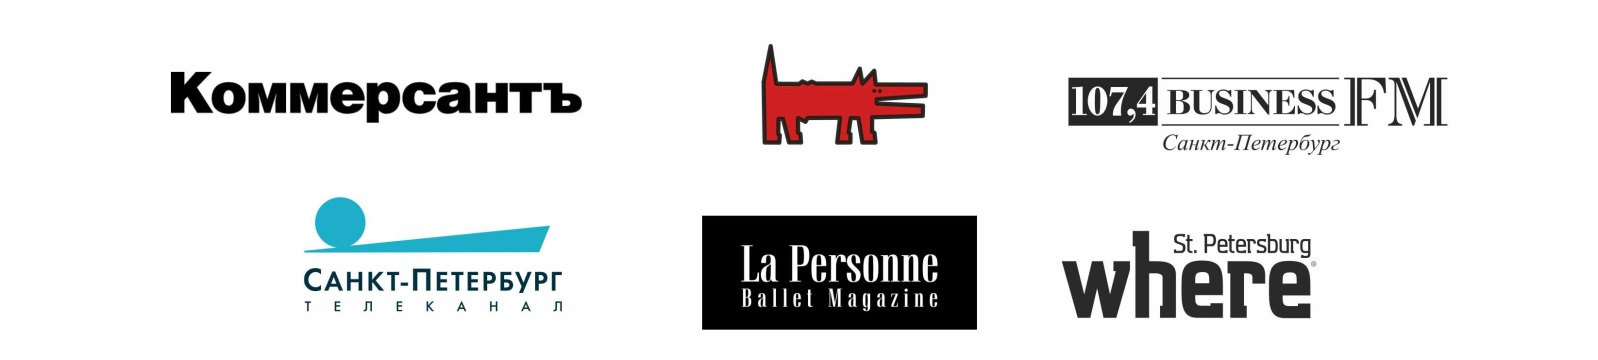 Коммерсантъ
107,4 BUSINESS FM
Санкт-Петербург
САНКТ-ПЕТЕРБУРГ
ТЕЛЕКАНАЛ
La Personne
Ballet Magazine
St. Petersburg
where®